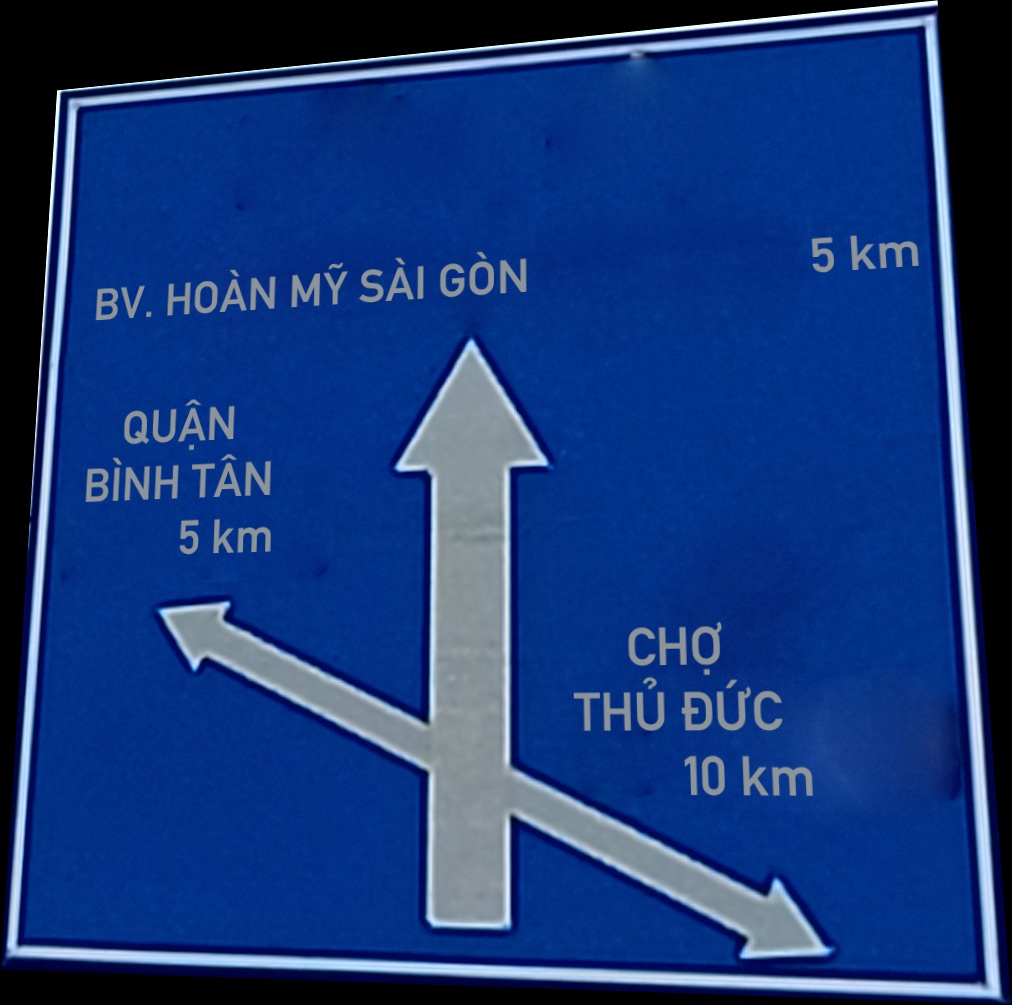 BV. HOÀN MỸ SÀI GÒN 5 km
QUẬN
BÌNH TÂN
5 km
CHỢ
THỦ ĐỨC
10 km